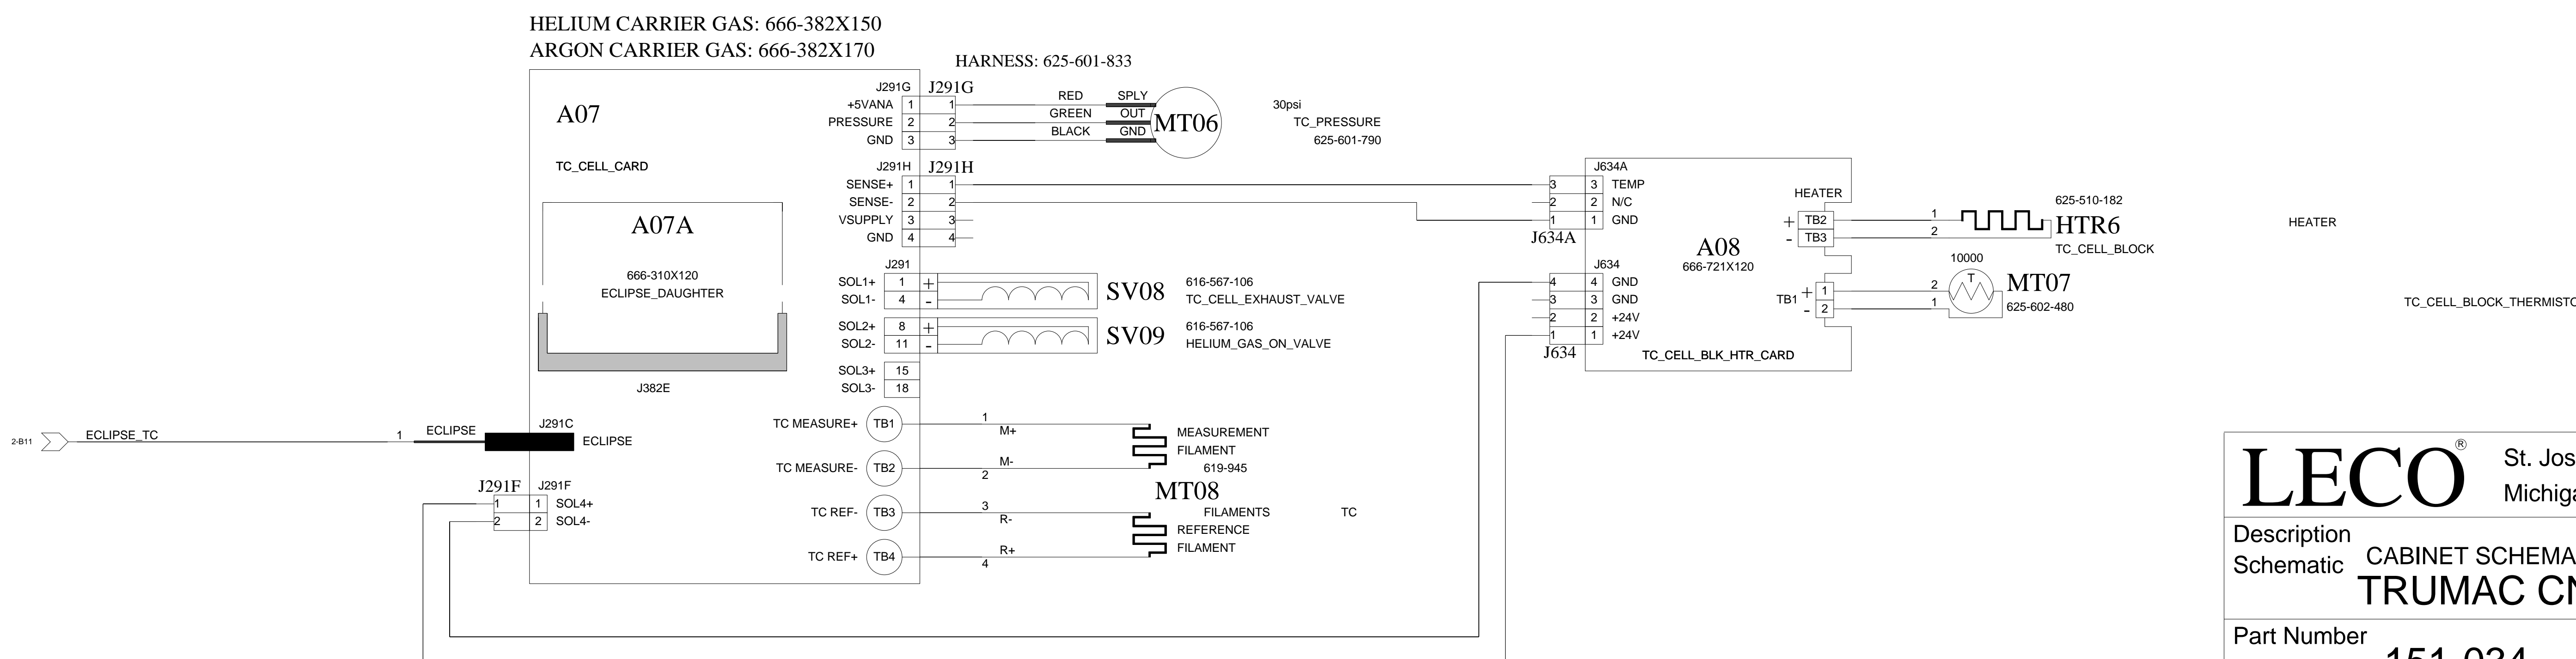 HELIUM CARRIER GAS: 666-382X150
ARGON CARRIER GAS: 666-382X170
HARNESS: 625-601-833
A07
TC_CELL_CARD
A07A
666-310X120
ECLIPSE_DAUGHTER
J382E
J291G J291G
+5VANA 1 1 RED SPLY
PRESSURE 2 2 GREEN OUT
GND 3 3 BLACK GND
MT06
30psi
TC_PRESSURE
625-601-790
J291H J291H
SENSE+ 1 1
SENSE- 2 2
VSUPPLY 3 3
GND 4 4
J291
SOL1+ 1 +
SOL1- 4 -
SV08
616-567-106
TC_CELL_EXHAUST_VALVE
SOL2+ 8 +
SOL2- 11 -
SV09
616-567-106
HELIUM_GAS_ON_VALVE
SOL3+ 15
SOL3- 18
TC MEASURE+ TB1 1 M+
TC MEASURE- TB2 M- 2
MEASUREMENT
FILAMENT
619-945
MT08
FILAMENTS TC
TC REF- TB3 3 R-
TC REF+ TB4 R+ 4
REFERENCE
FILAMENT
2-B11 ECLIPSE_TC 1 ECLIPSE J291C ECLIPSE
J291F J291F
1 1 SOL4+
2 2 SOL4-
J634A
3 3 TEMP
2 2 N/C
1 1 GND
J634A
J634
4 4 GND
3 3 GND
2 2 +24V
1 1 +24V
J634
A08
666-721X120
TC_CELL_BLK_HTR_CARD
HEATER
+ TB2 1
- TB3 2
625-510-182
HTR6
TC_CELL_BLOCK
HEATER
TB1 + 1 2
- 2 1
10000
T
MT07
625-602-480
TC_CELL_BLOCK_THERMISTO
LECO®
St. Jos
Michiga
Description
Schematic CABINET SCHEMA
TRUMAC CN
Part Number
151-034